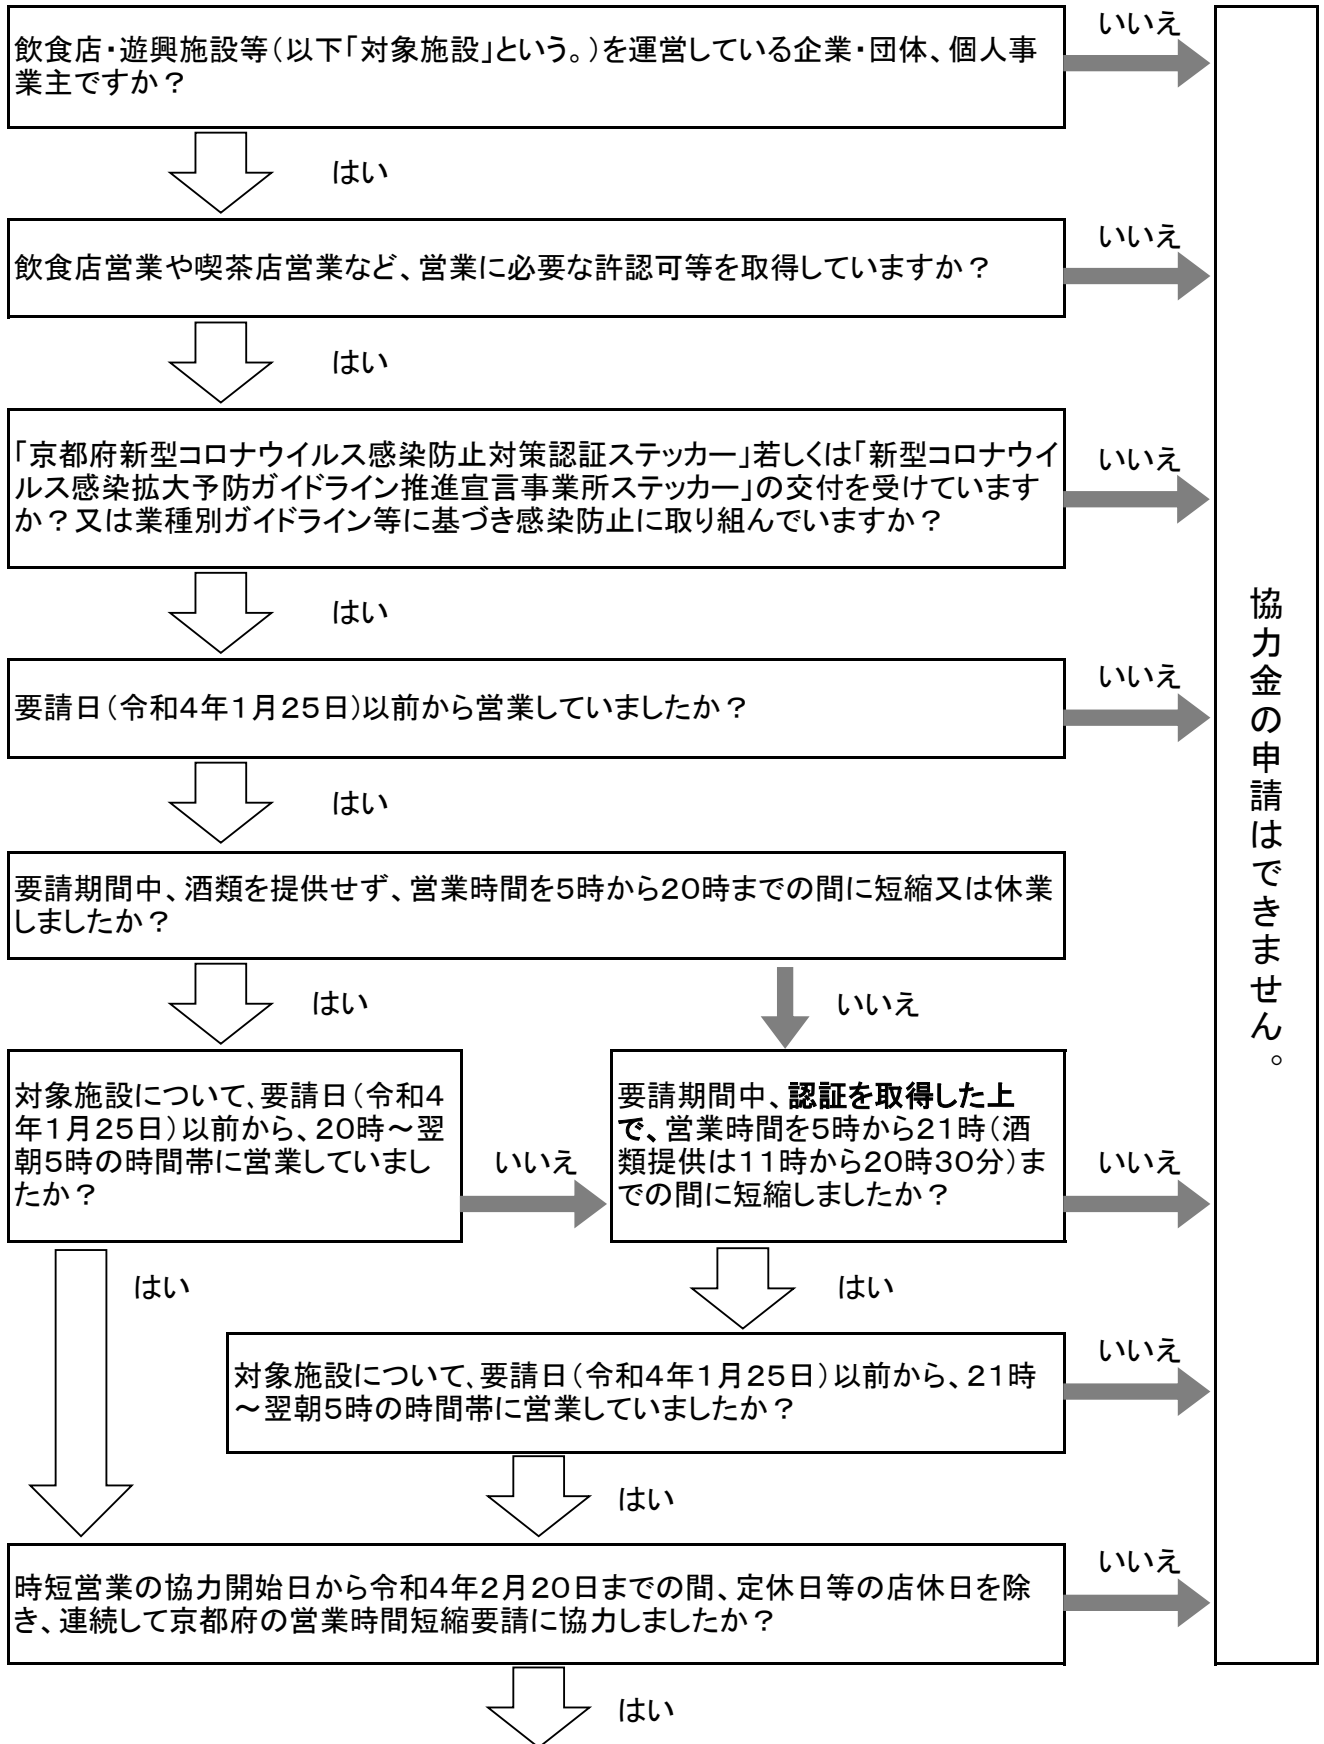 飲食店・遊興施設等（以下「対象施設」という。）を運営している企業・団体、個人事
業主ですか？
いいえ
はい
飲食店営業や喫茶店営業など、営業に必要な許認可等を取得していますか？
いいえ
はい
「京都府新型コロナウイルス感染防止対策認証ステッカー」若しくは「新型コロナウイ
ルス感染拡大予防ガイドライン推進宣言事業所ステッカー」の交付を受けています
か？又は業種別ガイドライン等に基づき感染防止に取り組んでいますか？
いいえ
はい
要請日（令和４年１月２５日）以前から営業していましたか？
いいえ
はい
要請期間中、酒類を提供せず、営業時間を５時から２０時までの間に短縮又は休業
しましたか？
はい
いいえ
対象施設について、要請日（令和４
年１月２５日）以前から、２０時～翌
朝５時の時間帯に営業していまし
たか？
いいえ
はい
要請期間中、認証を取得した上
で、営業時間を５時から２１時（酒
類提供は１１時から２０時３０分）ま
での間に短縮しましたか？
いいえ
はい
対象施設について、要請日（令和４年１月２５日）以前から、２１時
～翌朝５時の時間帯に営業していましたか？
いいえ
はい
時短営業の協力開始日から令和４年２月２０日までの間、定休日等の店休日を除
き、連続して京都府の営業時間短縮要請に協力しましたか？
いいえ
はい
協力金の申請はできません。